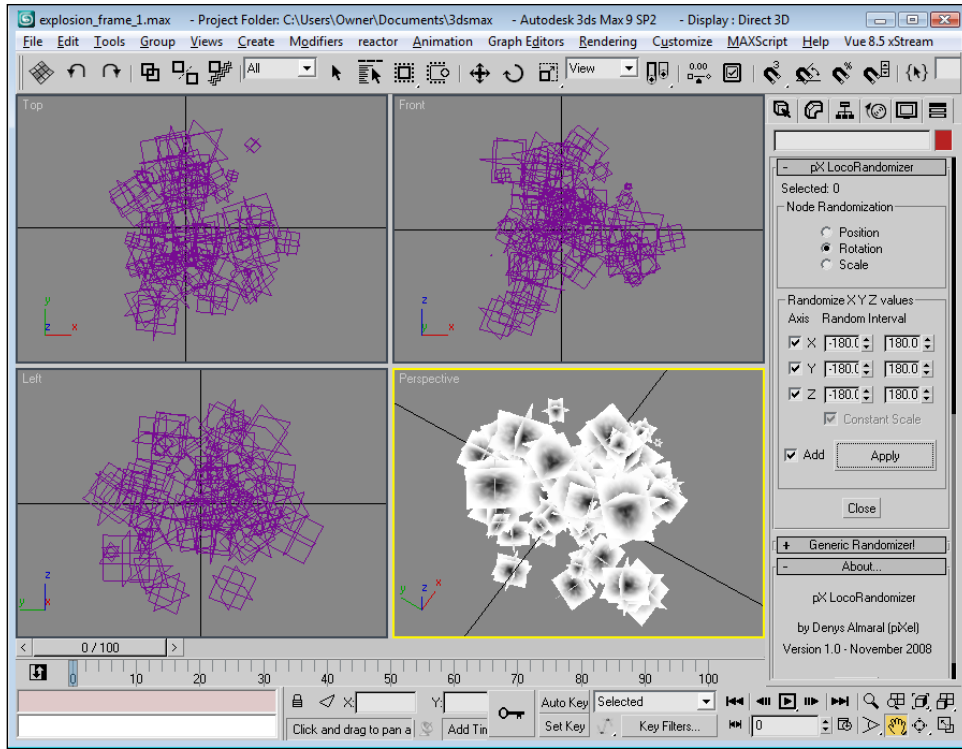 explosion_frame_1.max - Project Folder: C:\Users\Owner\Documents\3dsmax - Autodesk 3ds Max 9 SP2 - Display : Direct 3D
File Edit Tools Group Views Create Modifiers reactor Animation Graph Editors Rendering Customize MAXScript Help Vue 8.5 xStream
All View 0.00 3 %
Top Front
pX LocoRandomizer
Selected: 0
Node Randomization
Position
Rotation
Scale
y z
z x x
Randomize X Y Z values
Axis Random Interval
X -180.0 180.0
Y -180.0 180.0
Z -180.0 180.0
Constant Scale
Add Apply
Close
Left Perspective
z z
y y x
+ Generic Randomizer!
- About...
pX LocoRandomizer
by Denys Almaral (piXel)
Version 1.0 - November 2008
< 0 / 100 >
0 10 20 30 40 50 60 70 80 90 100
X: Y: Auto Key Selected
Click and drag to pan a Add Tin Set Key Key Filters... 0